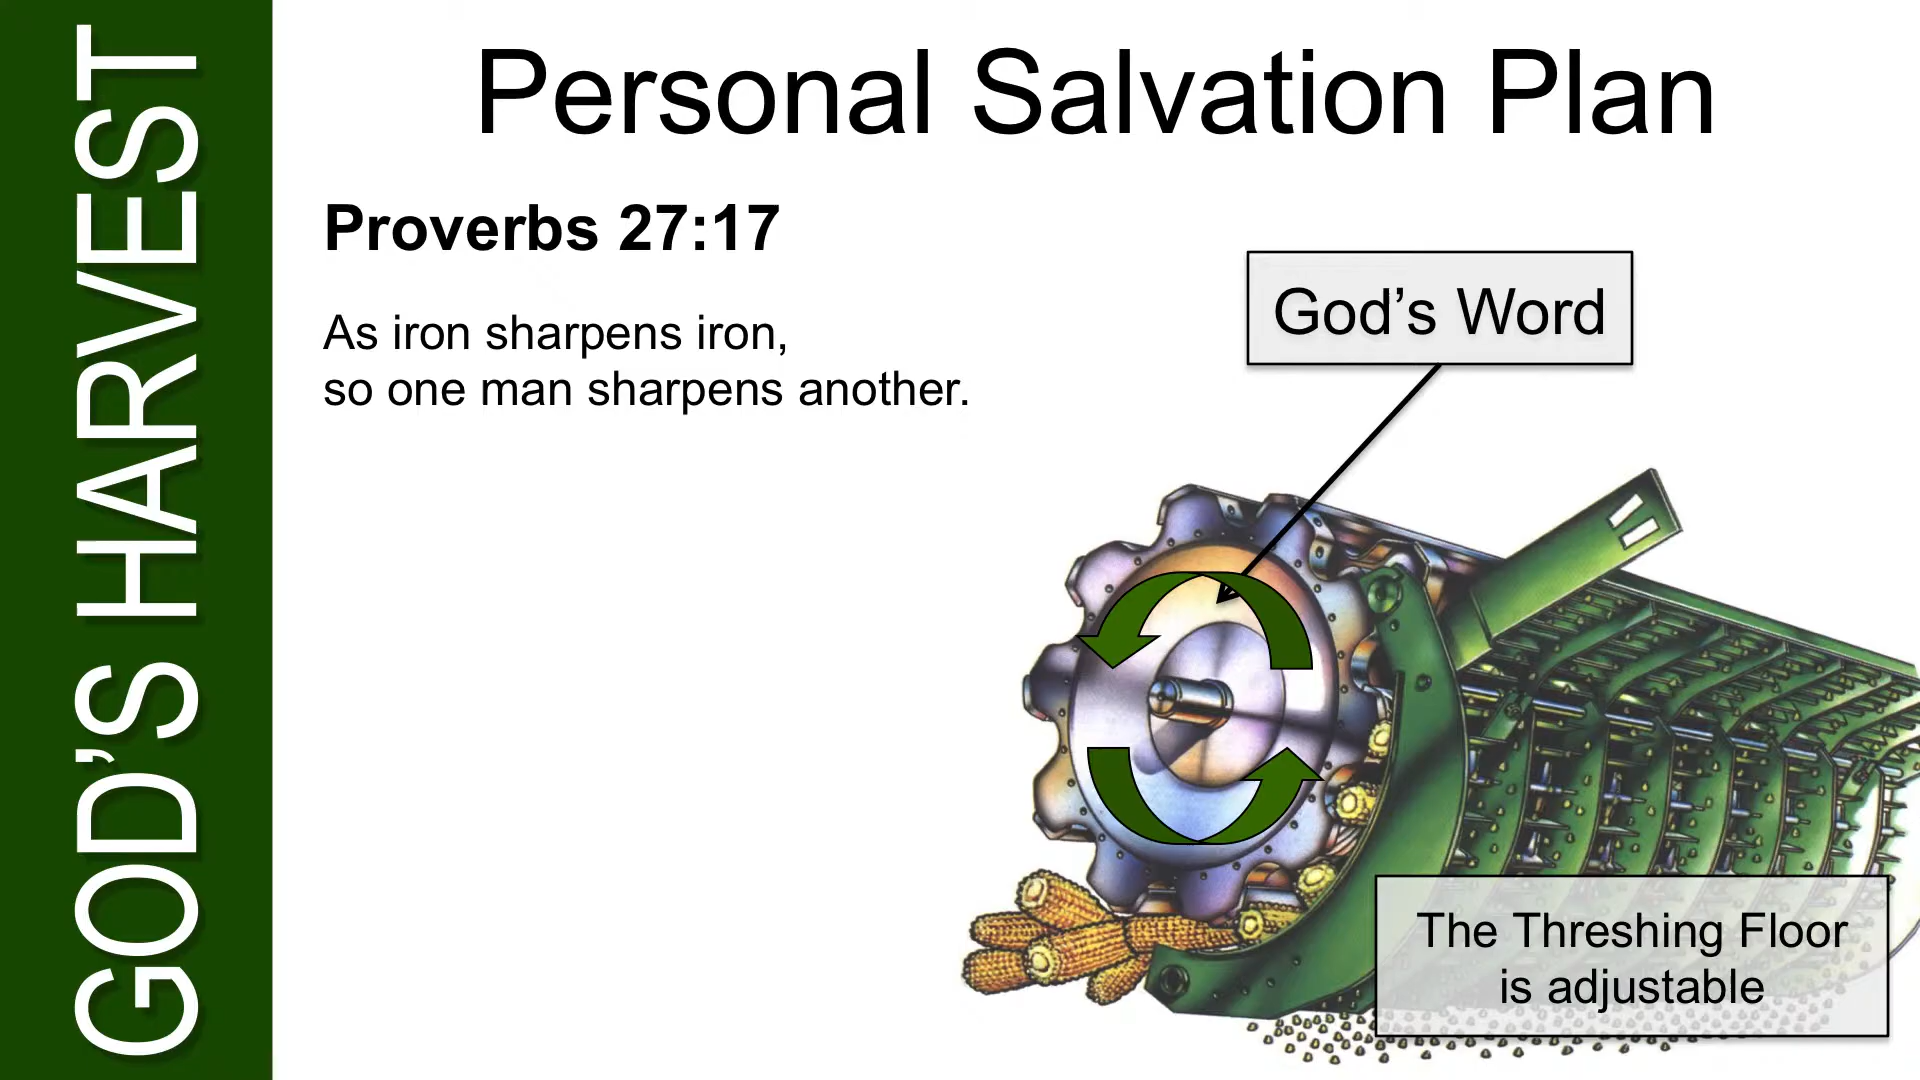 GOD’S HARVEST
Personal Salvation Plan
Proverbs 27:17
As iron sharpens iron,
so one man sharpens another.
God’s Word
The Threshing Floor
is adjustable